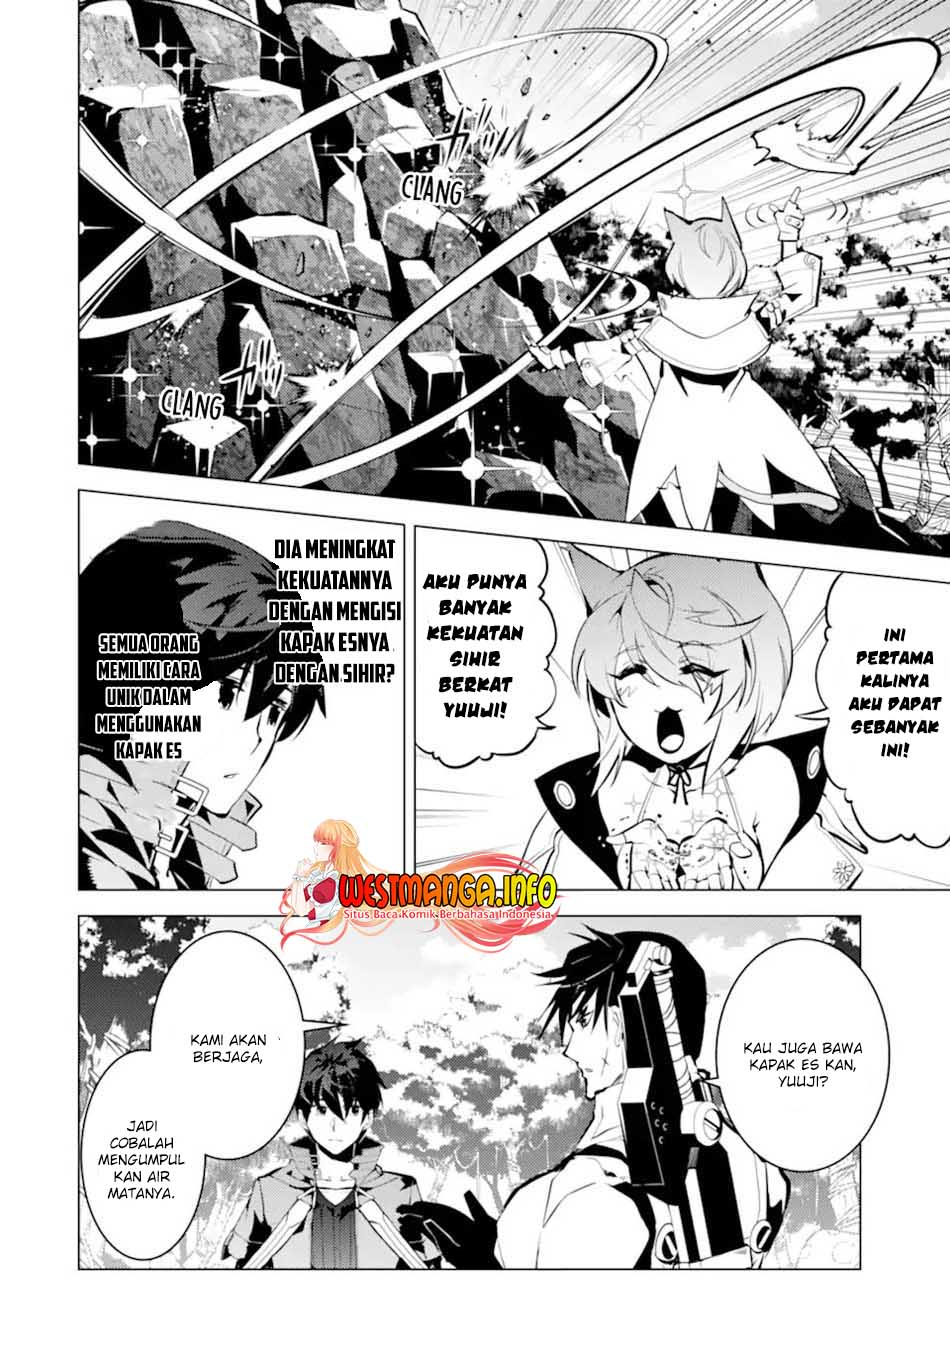 CLANG
CLANG
INI
PERTAMA
KALINYA
AKU DAPAT
SEBANYAK
INI!
AKU PUNYA
BANYAK
KEKUATAN
SIHIR
BERKAT
YUUJI!
DIA MENINGKAT
KEKUATANNYA
DENGAN MENGISI
KAPAK ESNYA
DENGAN SIHIR?
SEMUA ORANG
MEMILIKI CARA
UNIK DALAM
MENGGUNAKAN
KAPAK ES
WESTMANGA.INFO
Situs Baca Komik Berbahasa Indonesia
KAU JUGA BAWA
KAPAK ES KAN,
YUUJI?
KAMI AKAN
BERJAGA,
JADI
COBALAH
MENGUMPUL
KAN AIR
MATANYA.